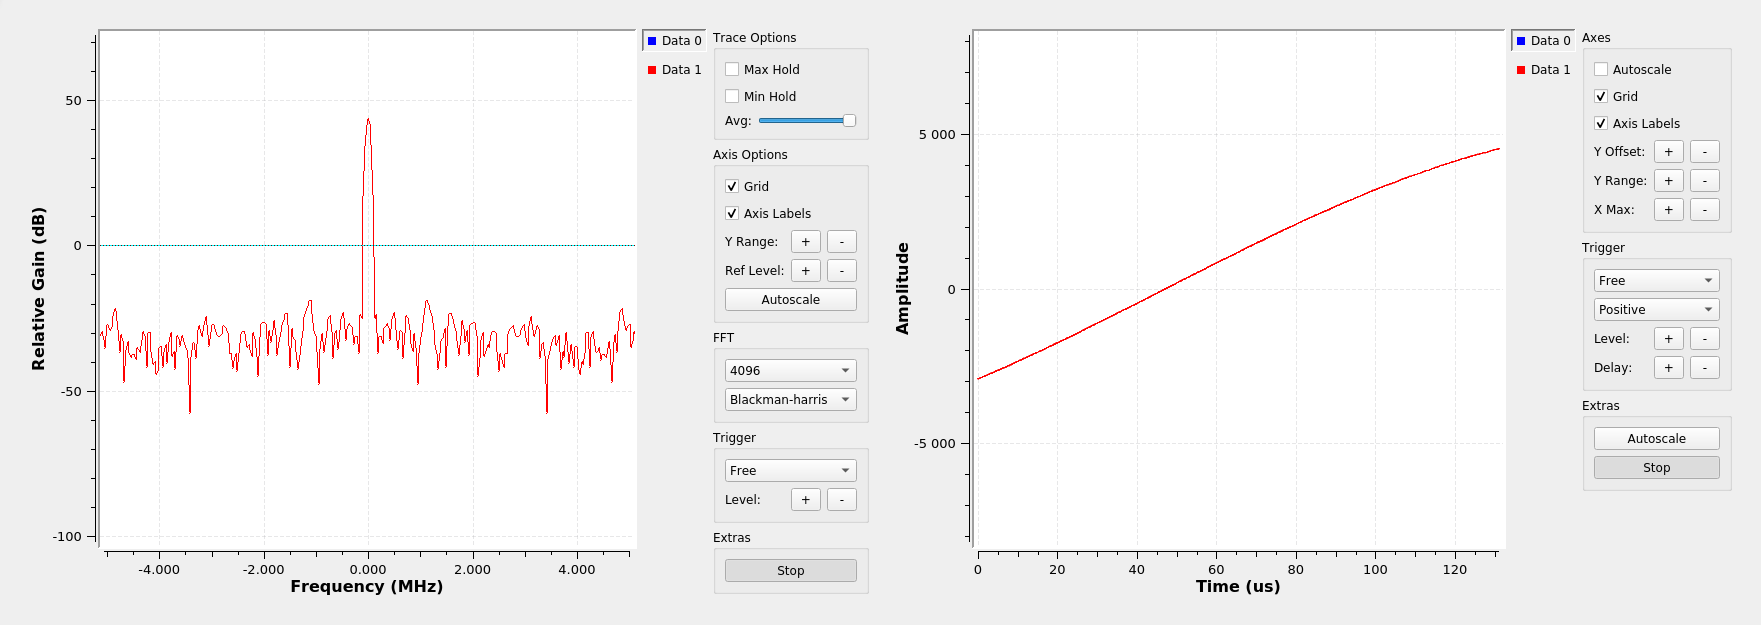 50
0
-50
-100
Relative Gain (dB)
-4.000
-2.000
0.000
2.000
4.000
Frequency (MHz)
Data 0
Data 1
Trace Options
Max Hold
Min Hold
Avg:
Axis Options
Grid
Axis Labels
Y Range: + -
Ref Level: + -
Autoscale
FFT
4096
Blackman-harris
Trigger
Free
Level: + -
Extras
Stop
5 000
0
-5 000
Amplitude
0
20
40
60
80
100
120
Time (us)
Data 0
Data 1
Axes
Autoscale
Grid
Axis Labels
Y Offset: + -
Y Range: + -
X Max: + -
Trigger
Free
Positive
Level: + -
Delay: + -
Extras
Autoscale
Stop